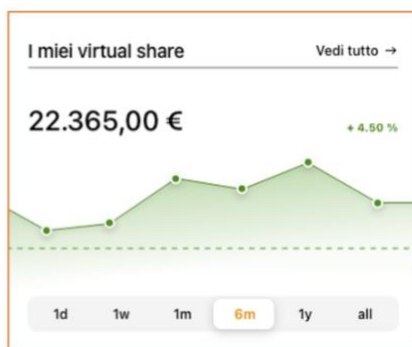 I miei virtual share
Vedi tutto →
22.365,00 €
+ 4.50 %
1d 1w 1m 6m 1y all